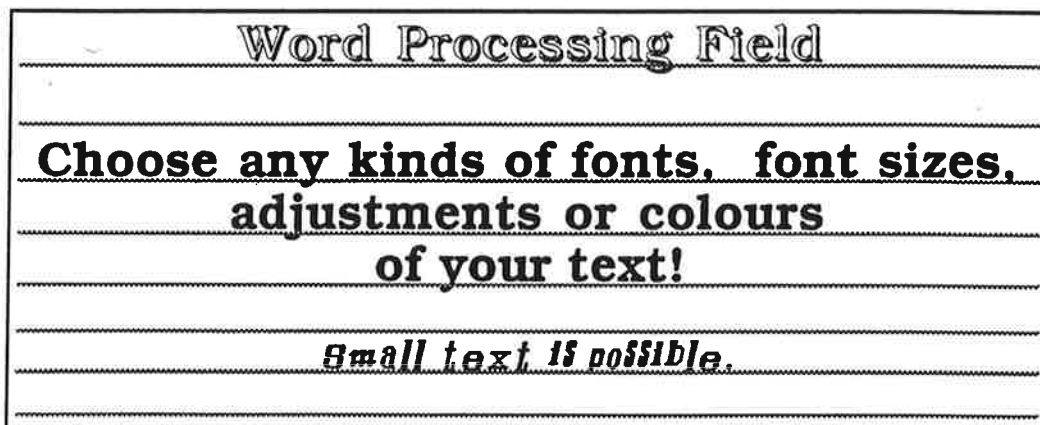 Word Processing Field
Choose any kinds of fonts, font sizes,
adjustments or colours
of your text!
Small text is possible.